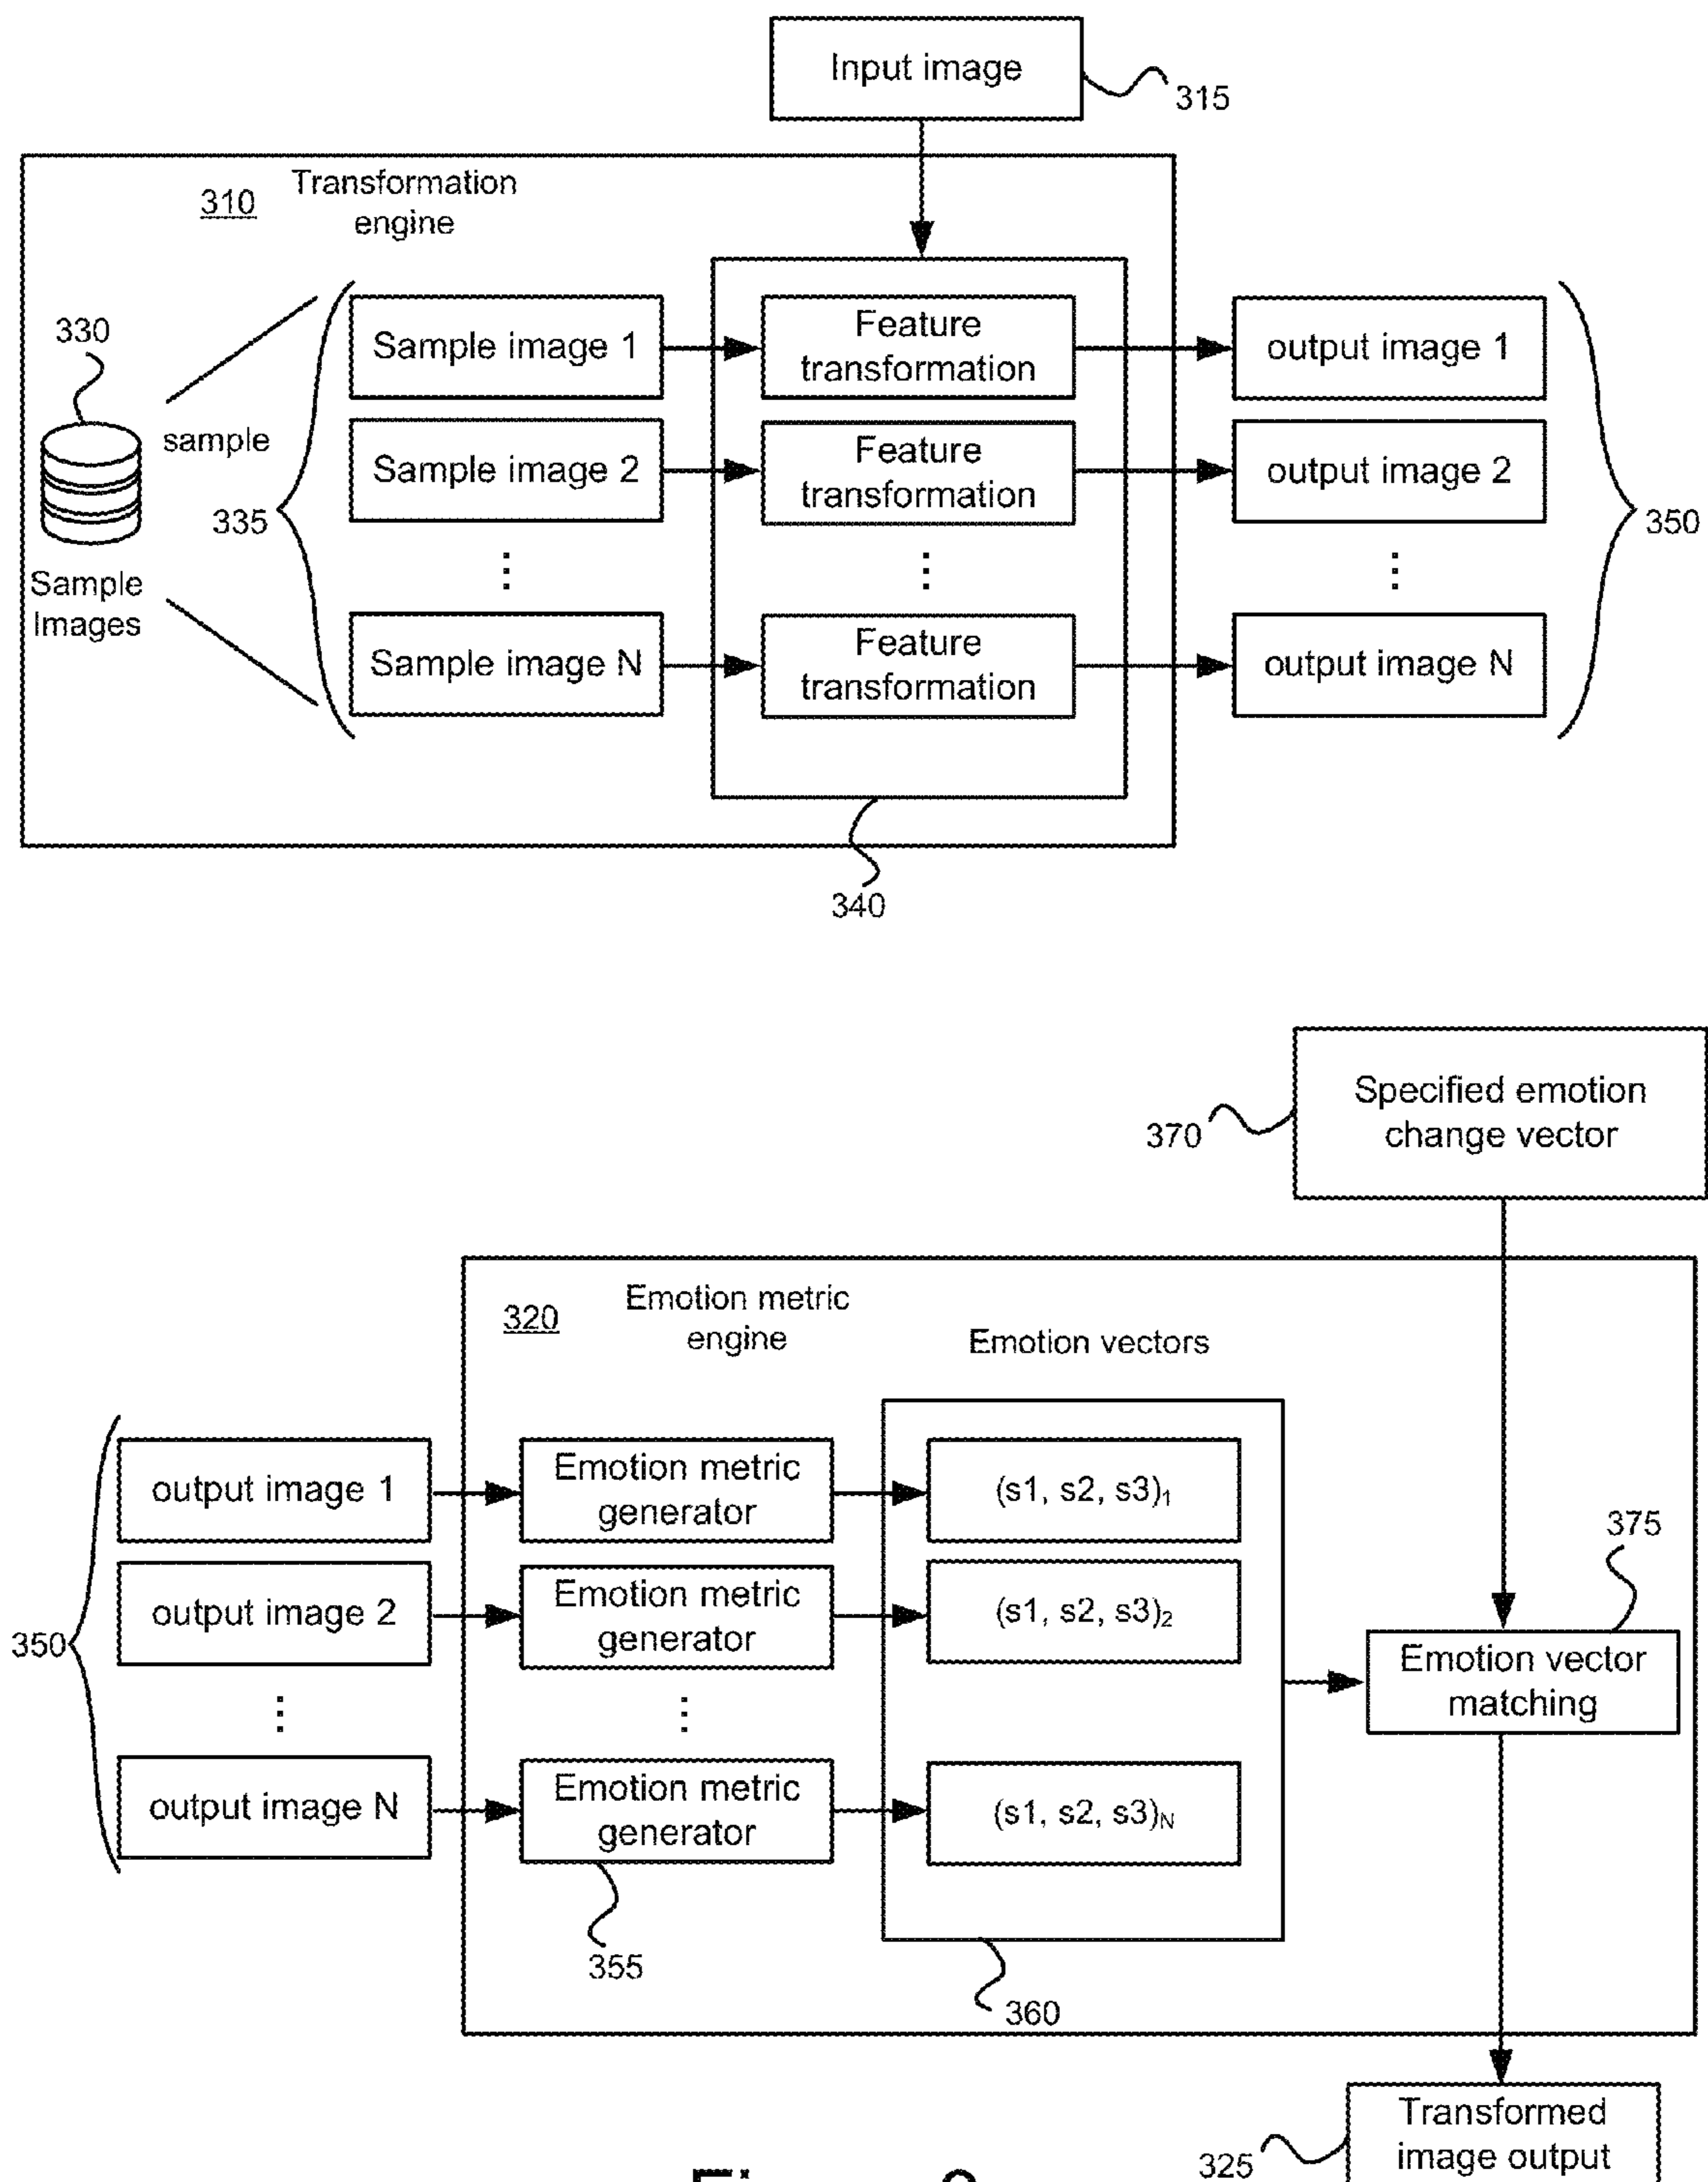 Input image
315
310
Transformation
engine
330
sample
335
Sample
Images
Sample image 1
Feature
transformation
output image 1
Sample image 2
Feature
transformation
output image 2
350
Sample image N
Feature
transformation
output image N
340
370
Specified emotion
change vector
320
Emotion metric
engine
Emotion vectors
350
output image 1
Emotion metric
generator
(s1, s2, s3)₁
output image 2
Emotion metric
generator
(s1, s2, s3)₂
375
Emotion vector
matching
output image N
Emotion metric
generator
(s1, s2, s3)N
355
360
325
Transformed
image output